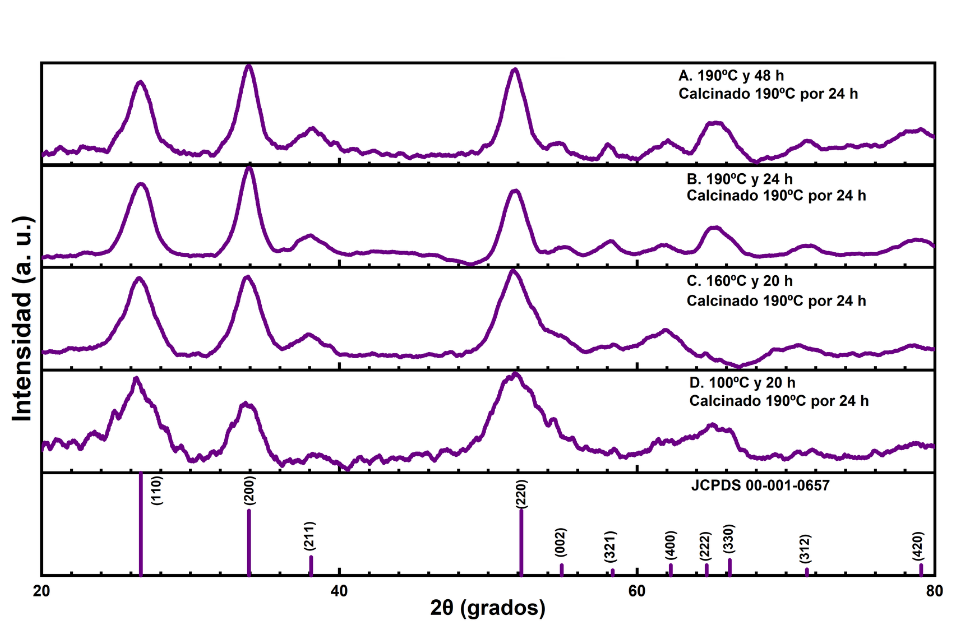 A. 190ºC y 48 h
Calcinado 190ºC por 24 h
B. 190ºC y 24 h
Calcinado 190ºC por 24 h
C. 160ºC y 20 h
Calcinado 190ºC por 24 h
D. 100ºC y 20 h
Calcinado 190ºC por 24 h
Intensidad (a. u.)
JCPDS 00-001-0657
(110)
(200)
(211)
(220)
(002)
(321)
(400)
(222)
(330)
(312)
(420)
20 40 60 80
2θ (grados)